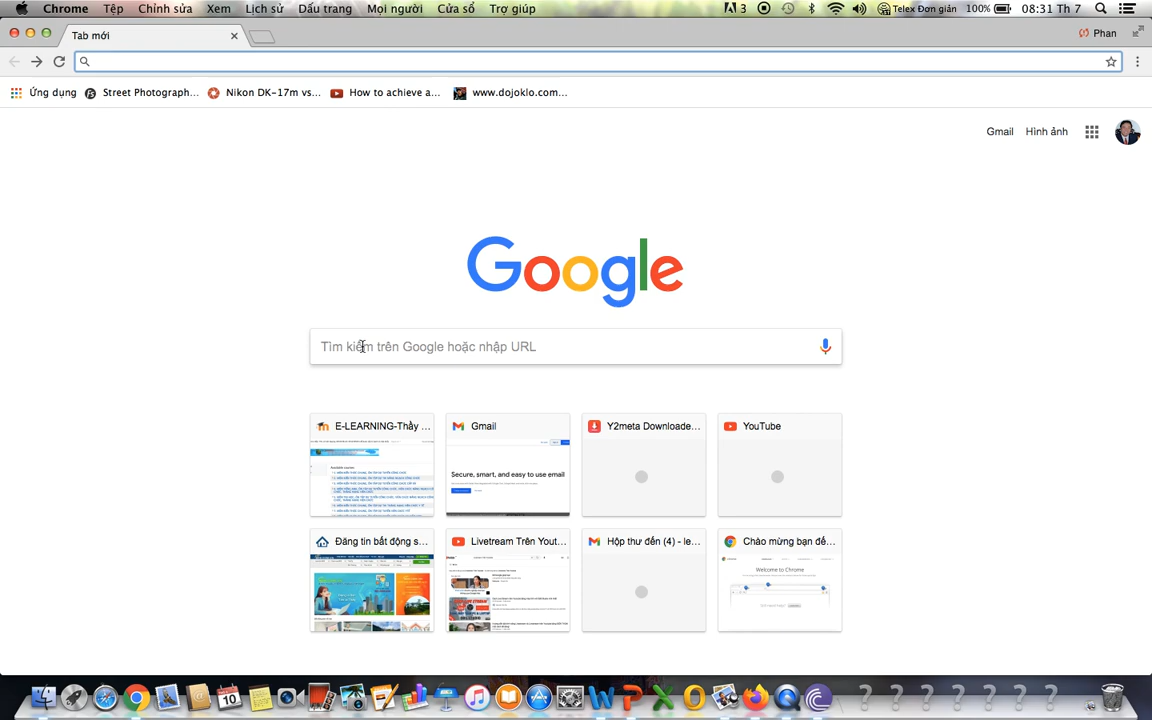 Chrome Tệp Chỉnh sửa Xem Lịch sử Dấu trang Mọi người Cửa sổ Trợ giúp 3 Telex Đơn giản 100% 08:31 Th 7
Tab mới Phan
Ứng dụng Street Photograph... Nikon DK-17m vs... How to achieve a... www.dojoklo.com...
Gmail Hình ảnh
Google
Tìm kiếm trên Google hoặc nhập URL
E-LEARNING-Thầy ... Gmail Y2meta Downloade... YouTube
Available courses
Secure, smart, and easy to use email
Đăng tin bất động s... Livestream Trên Yout... Hộp thư đến (4) - le... Chào mừng bạn đế...
Welcome to Chrome
10